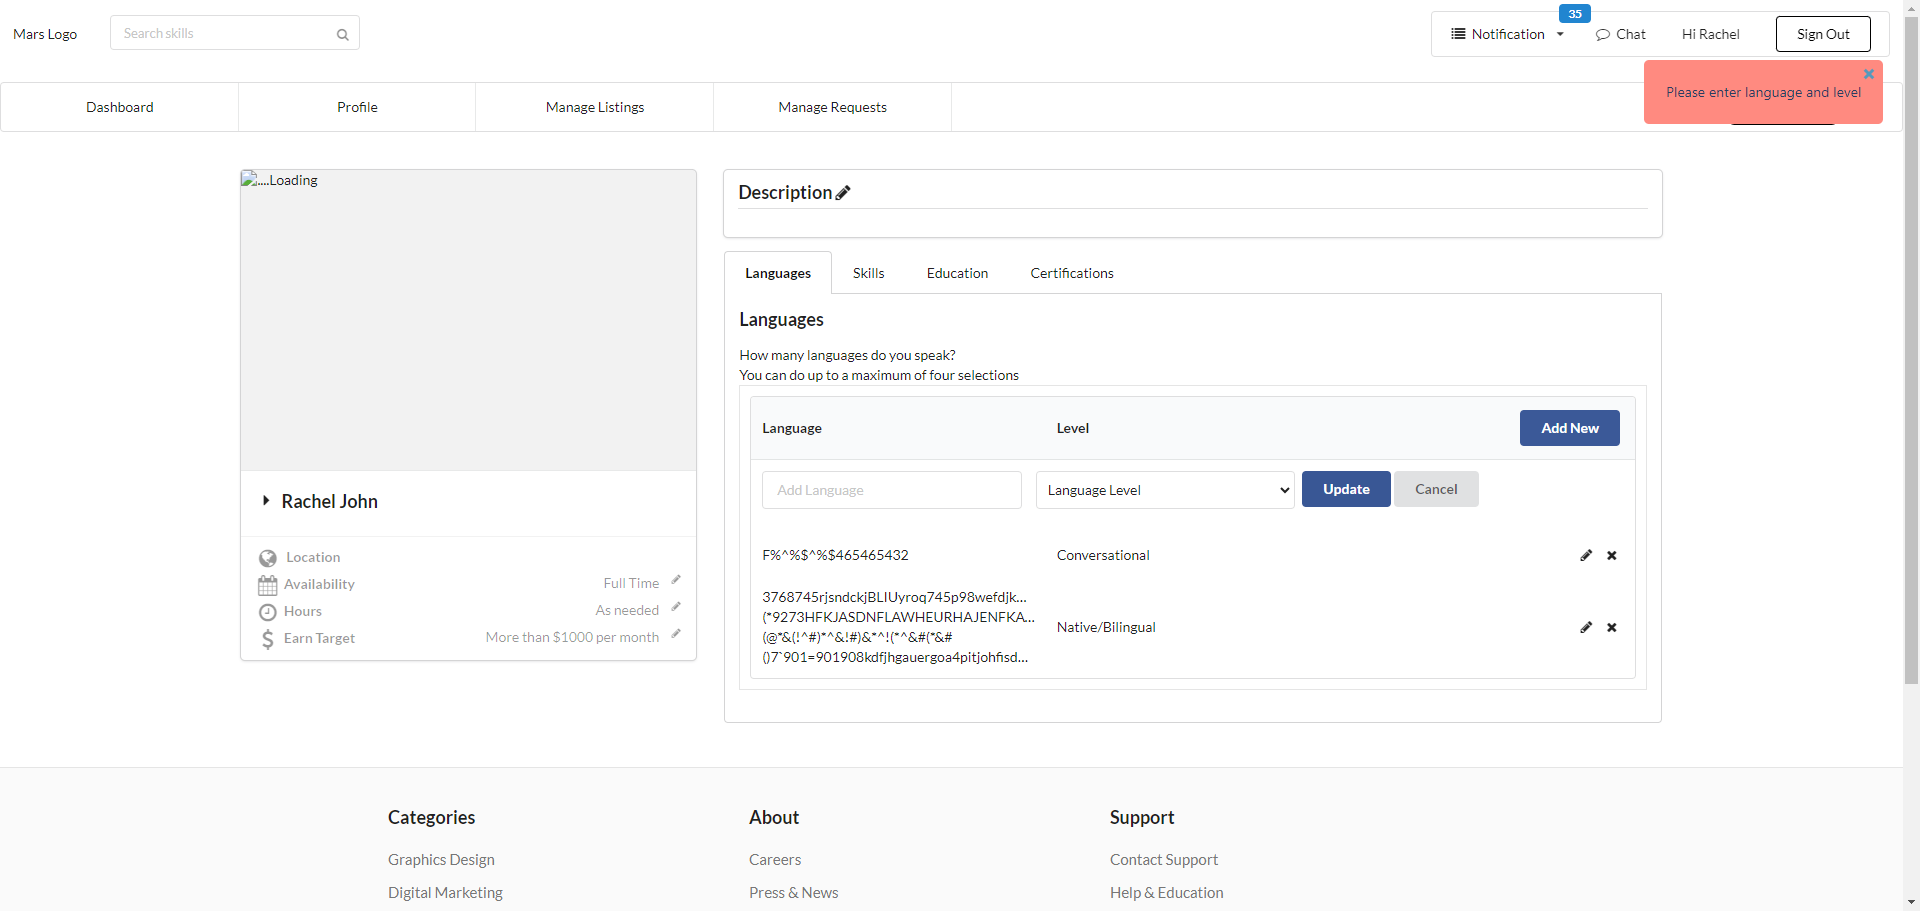 Mars Logo
Search skills
35
Notification
Chat
Hi Rachel
Sign Out
Please enter language and level
Dashboard
Profile
Manage Listings
Manage Requests
....Loading
Description
Languages
Skills
Education
Certifications
Languages
How many languages do you speak?
You can do up to a maximum of four selections
Language
Level
Add New
Add Language
Language Level
Update
Cancel
F%^%$^%$465465432
Conversational
3768745rjsndckjBLIUyroq745p98wefdjk...
(*9273HFKJASDNFLAWHEURHAJENFKA...
(@*&(!^#)*^&!#)&*^!(*^&#(*&#
()7`901=901908kdfjhgauergoa4pitjohfisd...
Native/Bilingual
Rachel John
Location
Availability
Full Time
Hours
As needed
Earn Target
More than $1000 per month
Categories
Graphics Design
Digital Marketing
About
Careers
Press & News
Support
Contact Support
Help & Education